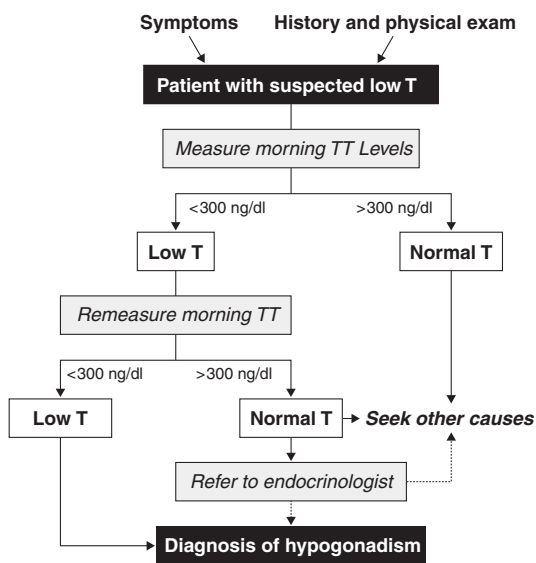 Symptoms
History and physical exam
Patient with suspected low T
Measure morning TT Levels
<300 ng/dl
>300 ng/dl
Low T
Normal T
Remeasure morning TT
<300 ng/dl
>300 ng/dl
Low T
Normal T
Seek other causes
Refer to endocrinologist
Diagnosis of hypogonadism